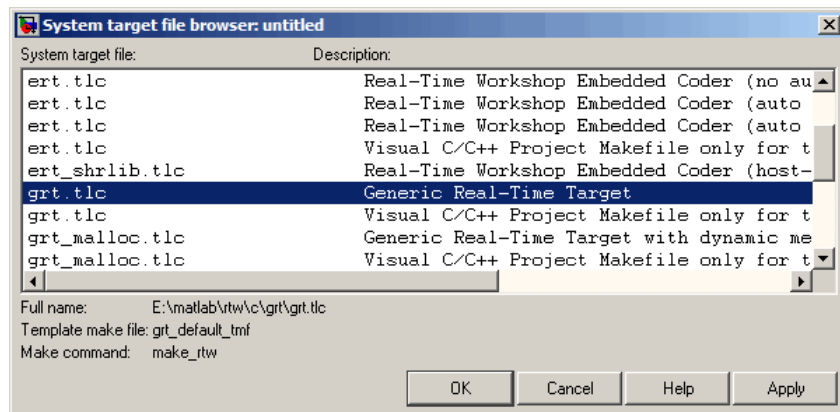 System target file browser: untitled
System target file: Description:
ert.tlc Real-Time Workshop Embedded Coder (no au
ert.tlc Real-Time Workshop Embedded Coder (auto
ert.tlc Real-Time Workshop Embedded Coder (auto
ert.tlc Visual C/C++ Project Makefile only for t
ert_shrlib.tlc Real-Time Workshop Embedded Coder (host-
grt.tlc Generic Real-Time Target
grt.tlc Visual C/C++ Project Makefile only for t
grt_malloc.tlc Generic Real-Time Target with dynamic me
grt_malloc.tlc Visual C/C++ Project Makefile only for t
Full name: E:\matlab\rtw\c\grt\grt.tlc
Template make file: grt_default_tmf
Make command: make_rtw
OK Cancel Help Apply